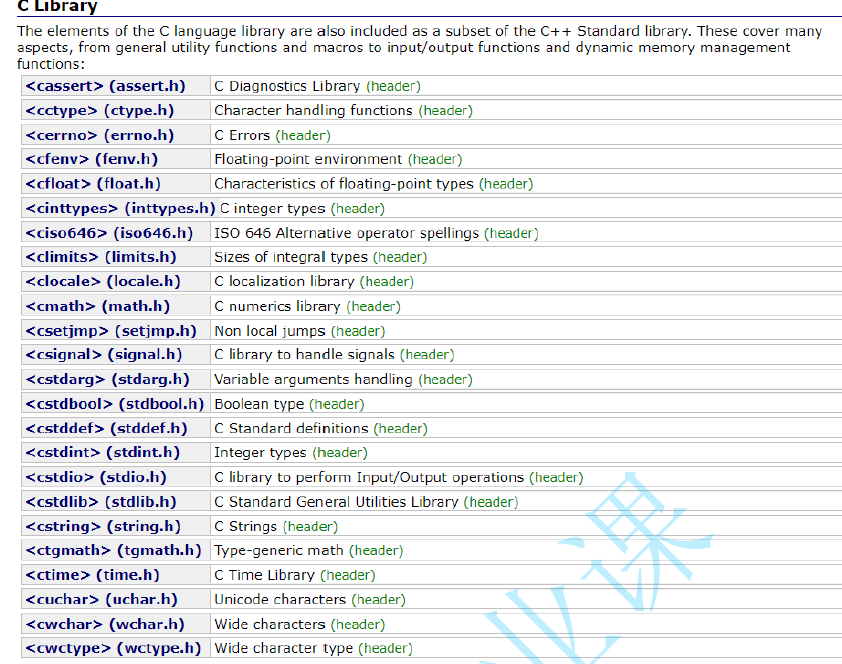 C Library
The elements of the C language library are also included as a subset of the C++ Standard library. These cover many
aspects, from general utility functions and macros to input/output functions and dynamic memory management
functions:
<cassert> (assert.h) C Diagnostics Library (header)
<cctype> (ctype.h) Character handling functions (header)
<cerrno> (errno.h) C Errors (header)
<cfenv> (fenv.h) Floating-point environment (header)
<cfloat> (float.h) Characteristics of floating-point types (header)
<cinttypes> (inttypes.h) C integer types (header)
<ciso646> (iso646.h) ISO 646 Alternative operator spellings (header)
<climits> (limits.h) Sizes of integral types (header)
<clocale> (locale.h) C localization library (header)
<cmath> (math.h) C numerics library (header)
<csetjmp> (setjmp.h) Non local jumps (header)
<csignal> (signal.h) C library to handle signals (header)
<cstdarg> (stdarg.h) Variable arguments handling (header)
<cstdbool> (stdbool.h) Boolean type (header)
<cstddef> (stddef.h) C Standard definitions (header)
<cstdint> (stdint.h) Integer types (header)
<cstdio> (stdio.h) C library to perform Input/Output operations (header)
<cstdlib> (stdlib.h) C Standard General Utilities Library (header)
<cstring> (string.h) C Strings (header)
<ctgmath> (tgmath.h) Type-generic math (header)
<ctime> (time.h) C Time Library (header)
<cuchar> (uchar.h) Unicode characters (header)
<cwchar> (wchar.h) Wide characters (header)
<cwctype> (wctype.h) Wide character type (header)
业课